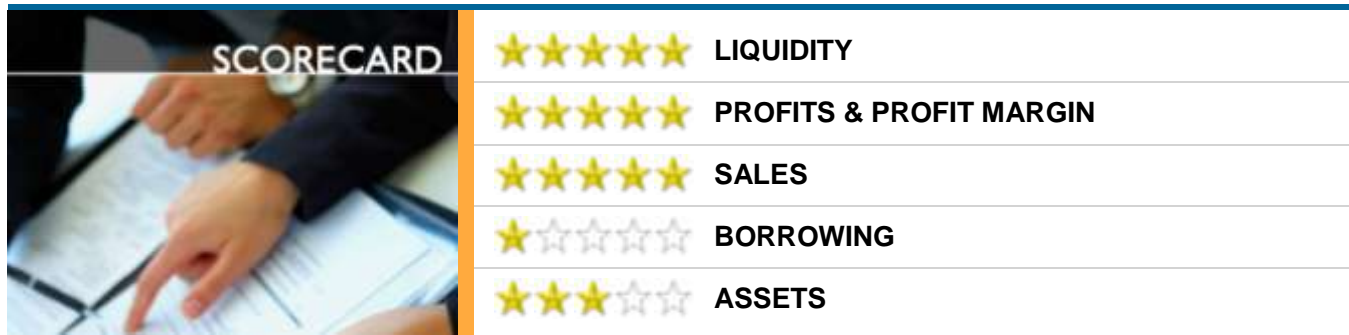 SCORECARD
LIQUIDITY
PROFITS & PROFIT MARGIN
SALES
BORROWING
ASSETS